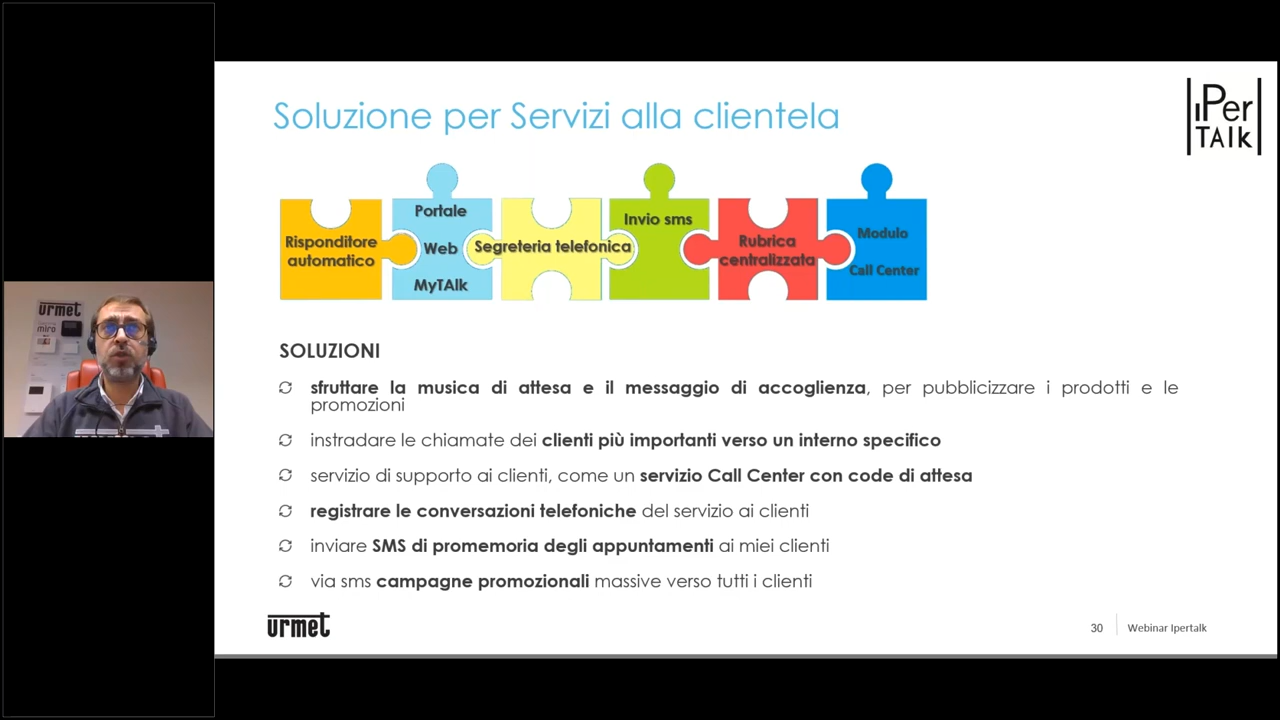 Soluzione per Servizi alla clientela
iPer
TAlk
Risponditore
automatico
Portale
Web
MyTAlk
Segreteria telefonica
Invio sms
Rubrica
centralizzata
Modulo
Call Center
SOLUZIONI
sfruttare la musica di attesa e il messaggio di accoglienza, per pubblicizzare i prodotti e le
promozioni
instradare le chiamate dei clienti più importanti verso un interno specifico
servizio di supporto ai clienti, come un servizio Call Center con code di attesa
registrare le conversazioni telefoniche del servizio ai clienti
inviare SMS di promemoria degli appuntamenti ai miei clienti
via sms campagne promozionali massive verso tutti i clienti
urmet
30
Webinar Ipertalk
urmet
miro